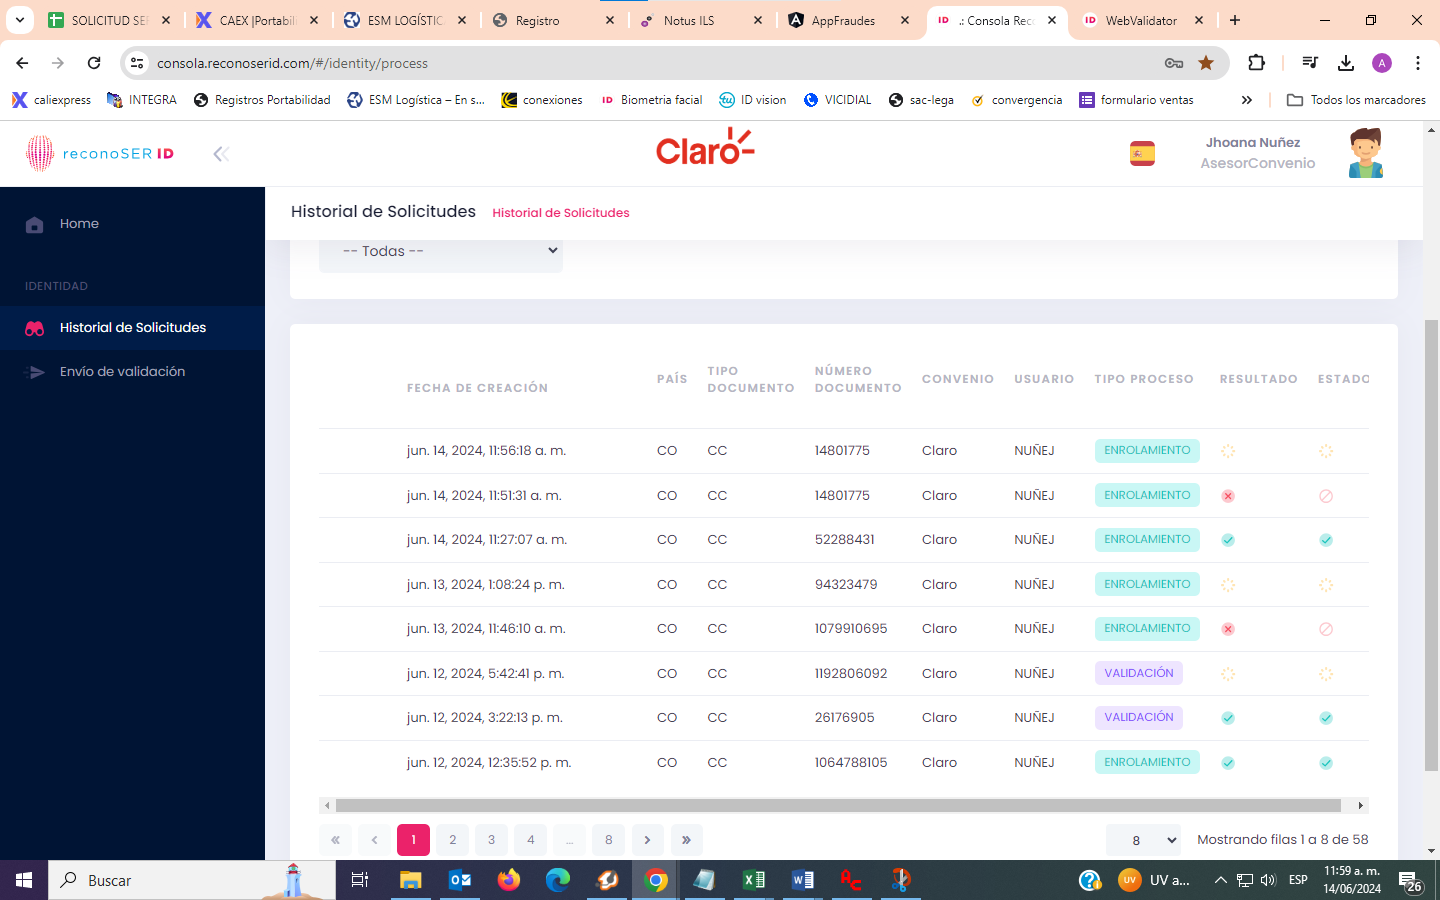 SOLICITUD SER
CAEX |Portabili
ESM LOGÍSTIC
Registro
Notus ILS
AppFraudes
.: Consola Reco
WebValidator
consola.reconoserid.com/#/identity/process
A
caliexpress
INTEGRA
Registros Portabilidad
ESM Logística – En s...
conexiones
Biometria facial
ID vision
VICIDIAL
sac-lega
convergencia
formulario ventas
Todos los marcadores
reconoSER ID
Claro
Jhoana Nuñez
AsesorConvenio
Home
IDENTIDAD
Historial de Solicitudes
Envío de validación
Historial de Solicitudes Historial de Solicitudes
-- Todas --
FECHA DE CREACIÓN PAÍS TIPO DOCUMENTO NÚMERO DOCUMENTO CONVENIO USUARIO TIPO PROCESO RESULTADO ESTADO
jun. 14, 2024, 11:56:18 a. m. CO CC 14801775 Claro NUÑEJ ENROLAMIENTO
jun. 14, 2024, 11:51:31 a. m. CO CC 14801775 Claro NUÑEJ ENROLAMIENTO
jun. 14, 2024, 11:27:07 a. m. CO CC 52288431 Claro NUÑEJ ENROLAMIENTO
jun. 13, 2024, 1:08:24 p. m. CO CC 94323479 Claro NUÑEJ ENROLAMIENTO
jun. 13, 2024, 11:46:10 a. m. CO CC 1079910695 Claro NUÑEJ ENROLAMIENTO
jun. 12, 2024, 5:42:41 p. m. CO CC 1192806092 Claro NUÑEJ VALIDACIÓN
jun. 12, 2024, 3:22:13 p. m. CO CC 26176905 Claro NUÑEJ VALIDACIÓN
jun. 12, 2024, 12:35:52 p. m. CO CC 1064788105 Claro NUÑEJ ENROLAMIENTO
« ‹ 1 2 3 4 ... 8 › »
8 Mostrando filas 1 a 8 de 58
Buscar
UV a...
ESP
11:59 a. m.
14/06/2024
26